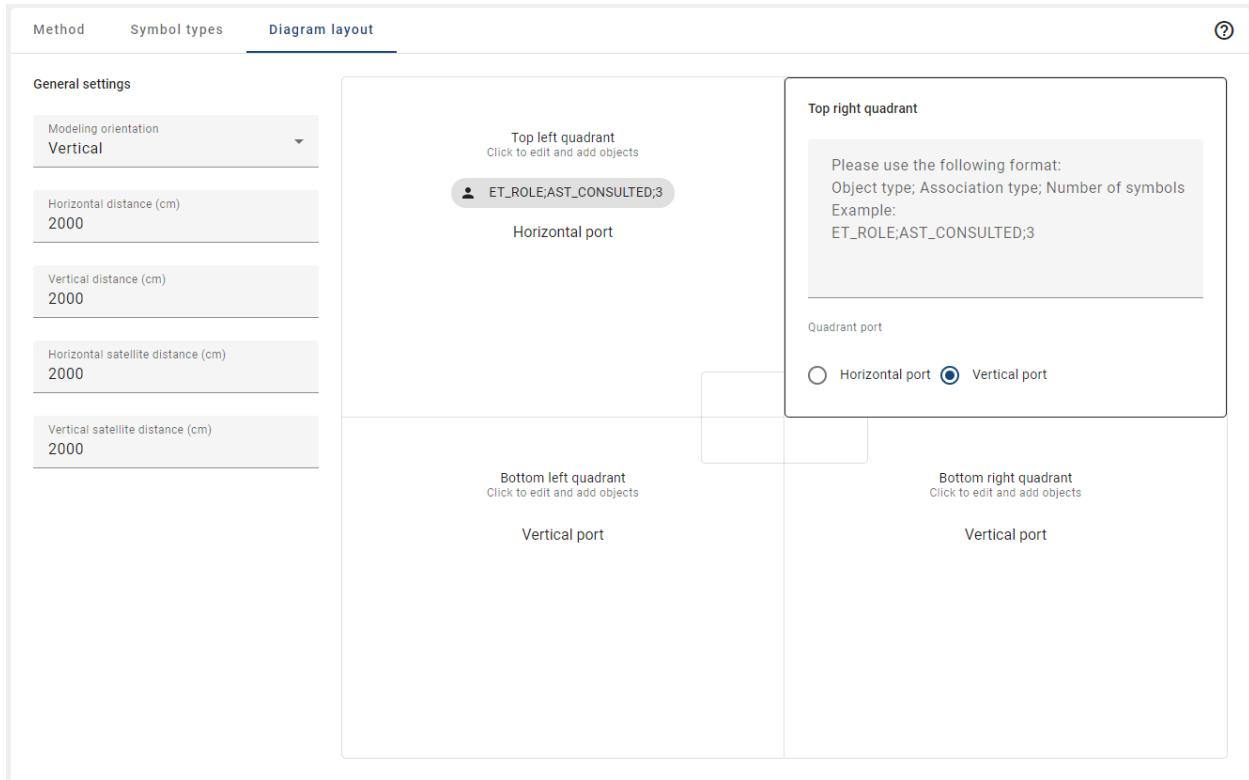 Method
Symbol types
Diagram layout
General settings
Modeling orientation
Vertical
Horizontal distance (cm)
2000
Vertical distance (cm)
2000
Horizontal satellite distance (cm)
2000
Vertical satellite distance (cm)
2000
Top left quadrant
Click to edit and add objects
ET_ROLE;AST_CONSULTED;3
Horizontal port
Top right quadrant
Please use the following format:
Object type; Association type; Number of symbols
Example:
ET_ROLE;AST_CONSULTED;3
Quadrant port
Horizontal port
Vertical port
Bottom left quadrant
Click to edit and add objects
Vertical port
Bottom right quadrant
Click to edit and add objects
Vertical port